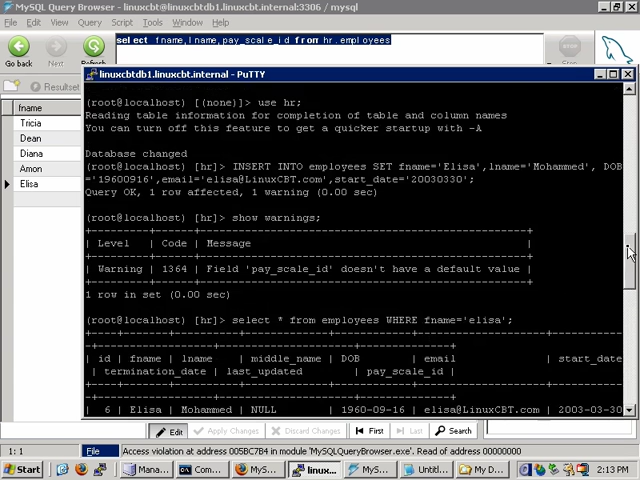 MySQL Query Browser - linuxcbt@linuxcbtdb1.linuxcbt.internal:3306 / mysql
File Edit View Query Script Tools Window Help
select fname,lname,pay_scale_id from hr.employees
Go back Next Refresh
linuxcbtdb1.linuxcbt.internal - PuTTY
Resultset
fname
Tricia
Dean
Diana
Amon
Elisa
(root@localhost) [(none)]> use hr;
Reading table information for completion of table and column names
You can turn off this feature to get a quicker startup with -A
Database changed
(root@localhost) [hr]> INSERT INTO employees SET fname='Elisa',lname='Mohammed', DOB
='19600916',email='elisa@LinuxCBT.com',start_date='20030330';
Query OK, 1 row affected, 1 warning (0.00 sec)
(root@localhost) [hr]> show warnings;
+---------+------+---------------------------------------------------+
| Level | Code | Message |
+---------+------+---------------------------------------------------+
| Warning | 1364 | Field 'pay_scale_id' doesn't have a default value |
+---------+------+---------------------------------------------------+
1 row in set (0.00 sec)
(root@localhost) [hr]> select * from employees WHERE fname='elisa';
| id | fname | lname | middle_name | DOB | email | start_date
| termination_date | last_updated | pay_scale_id |
| 6 | Elisa | Mohammed | NULL | 1960-09-16 | elisa@LinuxCBT.com | 2003-03-30
Edit Apply Changes Discard Changes First Last Search
1: 1 File Access violation at address 005BC7B4 in module 'MySQLQueryBrowser.exe'. Read of address 00000000
Start Mana... Com... MyS... linux... MyS... Untitl... My D... 2:13 PM